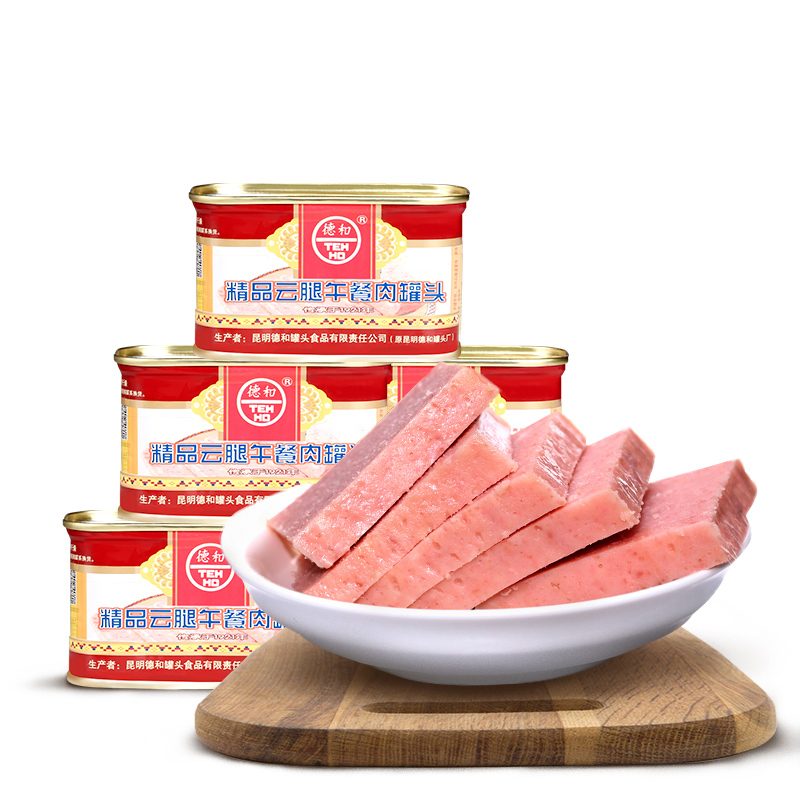 德和®
TEH
HO
精品云腿午餐肉罐头
生产者：昆明德和罐头食品有限责任公司（原昆明德和罐头厂）
德和®
TEH
HO
精品云腿午餐肉罐
生产者：昆明德和罐头食品有限
德和
TEH
HO
精品云腿午餐肉
生产者：昆明德和罐头食品有限责任